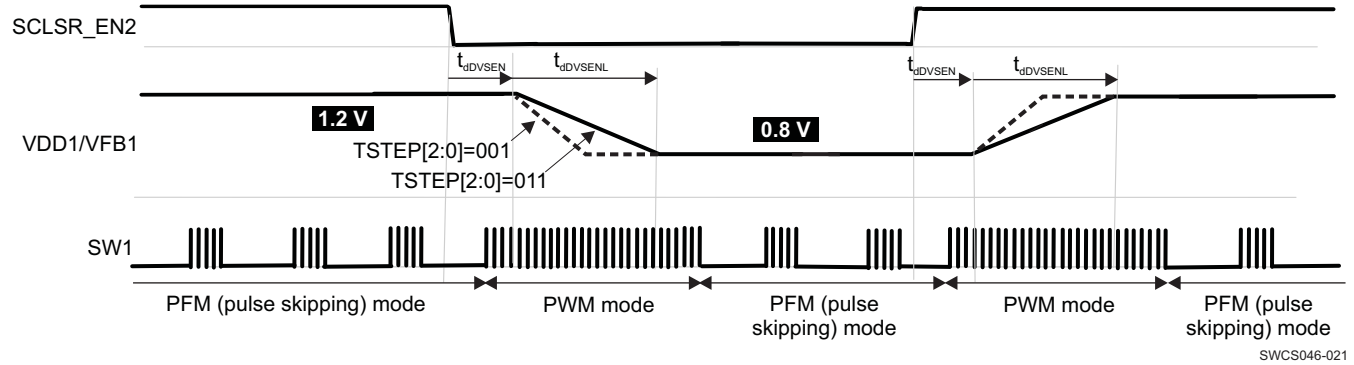 SCLSR_EN2
tdDVSEN
tdDVSENL
tdDVSEN
tdDVSENL
1.2 V
0.8 V
VDD1/VFB1
TSTEP[2:0]=001
TSTEP[2:0]=011
SW1
PFM (pulse skipping) mode
PWM mode
PFM (pulse
skipping) mode
PWM mode
PFM (pulse
skipping) mode
SWCS046-021